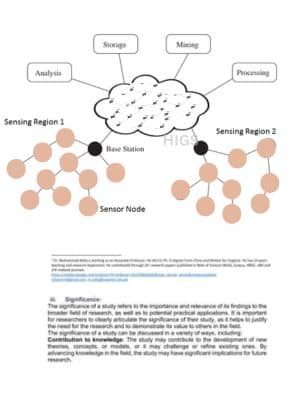 Storage
Mining
Analysis
Processing
Sensing Region 1
HIGS
Sensing Region 2
Base Station
Sensor Node
iii. Significance:
The significance of a study refers to the importance and relevance of its findings to the
broader field of research, as well as to potential practical applications. It is important
for researchers to clearly articulate the significance of their study, as it helps to justify
the need for the research and to demonstrate its value to others in the field.
The significance of a study can be discussed in a variety of ways, including:
Contribution to knowledge: The study may contribute to the development of new
theories, concepts, or models, or it may challenge or refine existing ones. By
advancing knowledge in the field, the study may have significant implications for future
research.